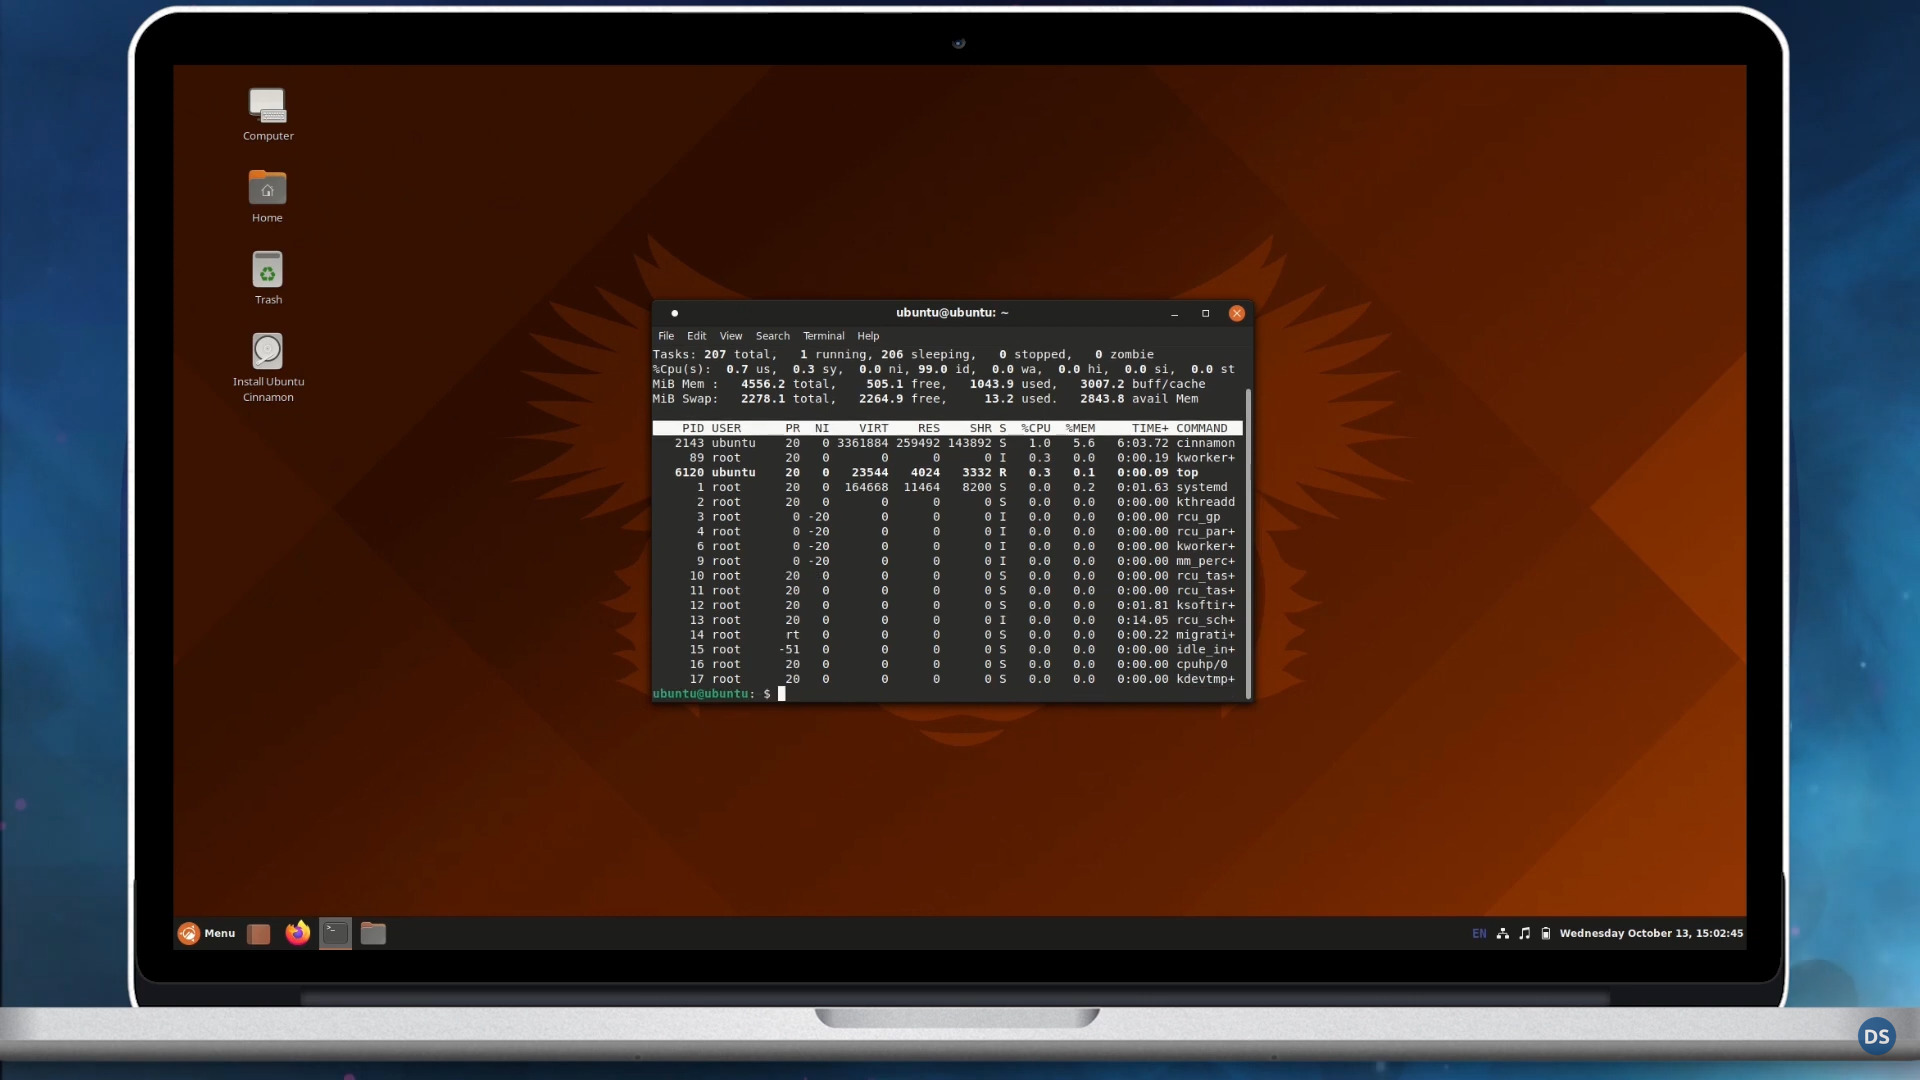 Computer
Home
Trash
Install Ubuntu
Cinnamon
ubuntu@ubuntu: ~
File Edit View Search Terminal Help
Tasks: 207 total, 1 running, 206 sleeping, 0 stopped, 0 zombie
%Cpu(s): 0.7 us, 0.3 sy, 0.0 ni, 99.0 id, 0.0 wa, 0.0 hi, 0.0 si, 0.0 st
MiB Mem : 4556.2 total, 505.1 free, 1043.9 used, 3007.2 buff/cache
MiB Swap: 2278.1 total, 2264.9 free, 13.2 used. 2843.8 avail Mem
PID USER PR NI VIRT RES SHR S %CPU %MEM TIME+ COMMAND
2143 ubuntu 20 0 3361884 259492 143892 S 1.0 5.6 6:03.72 cinnamon
89 root 20 0 0 0 0 I 0.3 0.0 0:00.19 kworker+
6120 ubuntu 20 0 23544 4024 3332 R 0.3 0.1 0:00.09 top
1 root 20 0 164668 11464 8200 S 0.0 0.2 0:01.63 systemd
2 root 20 0 0 0 0 S 0.0 0.0 0:00.00 kthreadd
3 root 0 -20 0 0 0 I 0.0 0.0 0:00.00 rcu_gp
4 root 0 -20 0 0 0 I 0.0 0.0 0:00.00 rcu_par+
6 root 0 -20 0 0 0 I 0.0 0.0 0:00.00 kworker+
9 root 0 -20 0 0 0 I 0.0 0.0 0:00.00 mm_perc+
10 root 20 0 0 0 0 S 0.0 0.0 0:00.00 rcu_tas+
11 root 20 0 0 0 0 S 0.0 0.0 0:00.00 rcu_tas+
12 root 20 0 0 0 0 S 0.0 0.0 0:01.81 ksoftir+
13 root 20 0 0 0 0 I 0.0 0.0 0:14.05 rcu_sch+
14 root rt 0 0 0 0 S 0.0 0.0 0:00.22 migrati+
15 root -51 0 0 0 0 S 0.0 0.0 0:00.00 idle_in+
16 root 20 0 0 0 0 S 0.0 0.0 0:00.00 cpuhp/0
17 root 20 0 0 0 0 S 0.0 0.0 0:00.00 kdevtmp+
ubuntu@ubuntu: $
Menu
EN
Wednesday October 13, 15:02:45
DS